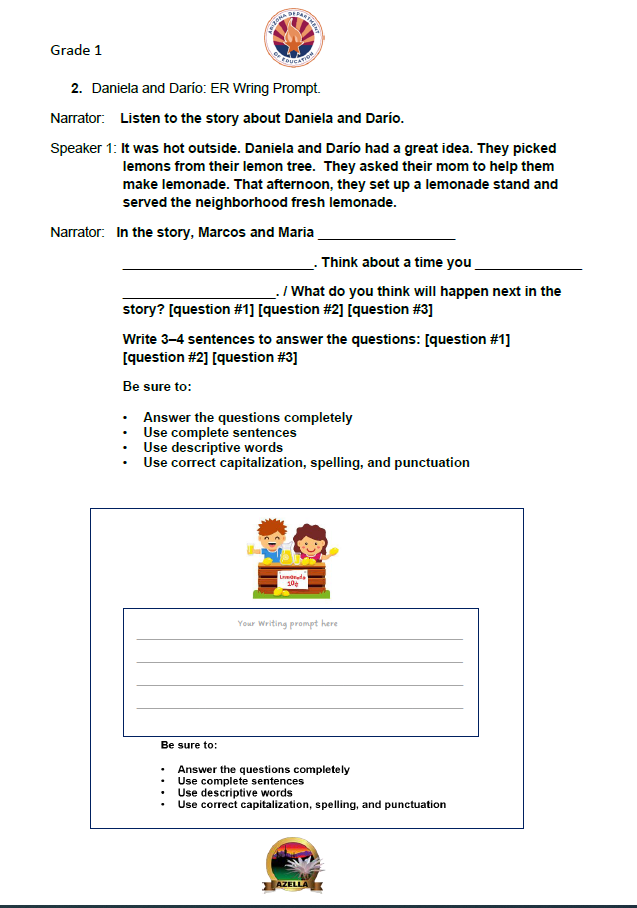 ARIZONA DEPARTMENT
OF EDUCATION
Grade 1
2. Daniela and Darío: ER Wring Prompt.
Narrator: Listen to the story about Daniela and Darío.
Speaker 1: It was hot outside. Daniela and Darío had a great idea. They picked
lemons from their lemon tree. They asked their mom to help them
make lemonade. That afternoon, they set up a lemonade stand and
served the neighborhood fresh lemonade.
Narrator: In the story, Marcos and Maria __________________
_________________________. Think about a time you ______________
____________________. / What do you think will happen next in the
story? [question #1] [question #2] [question #3]
Write 3–4 sentences to answer the questions: [question #1]
[question #2] [question #3]
Be sure to:
• Answer the questions completely
• Use complete sentences
• Use descriptive words
• Use correct capitalization, spelling, and punctuation
Lemonade
10¢
Your Writing prompt here
Be sure to:
• Answer the questions completely
• Use complete sentences
• Use descriptive words
• Use correct capitalization, spelling, and punctuation
AZELLA